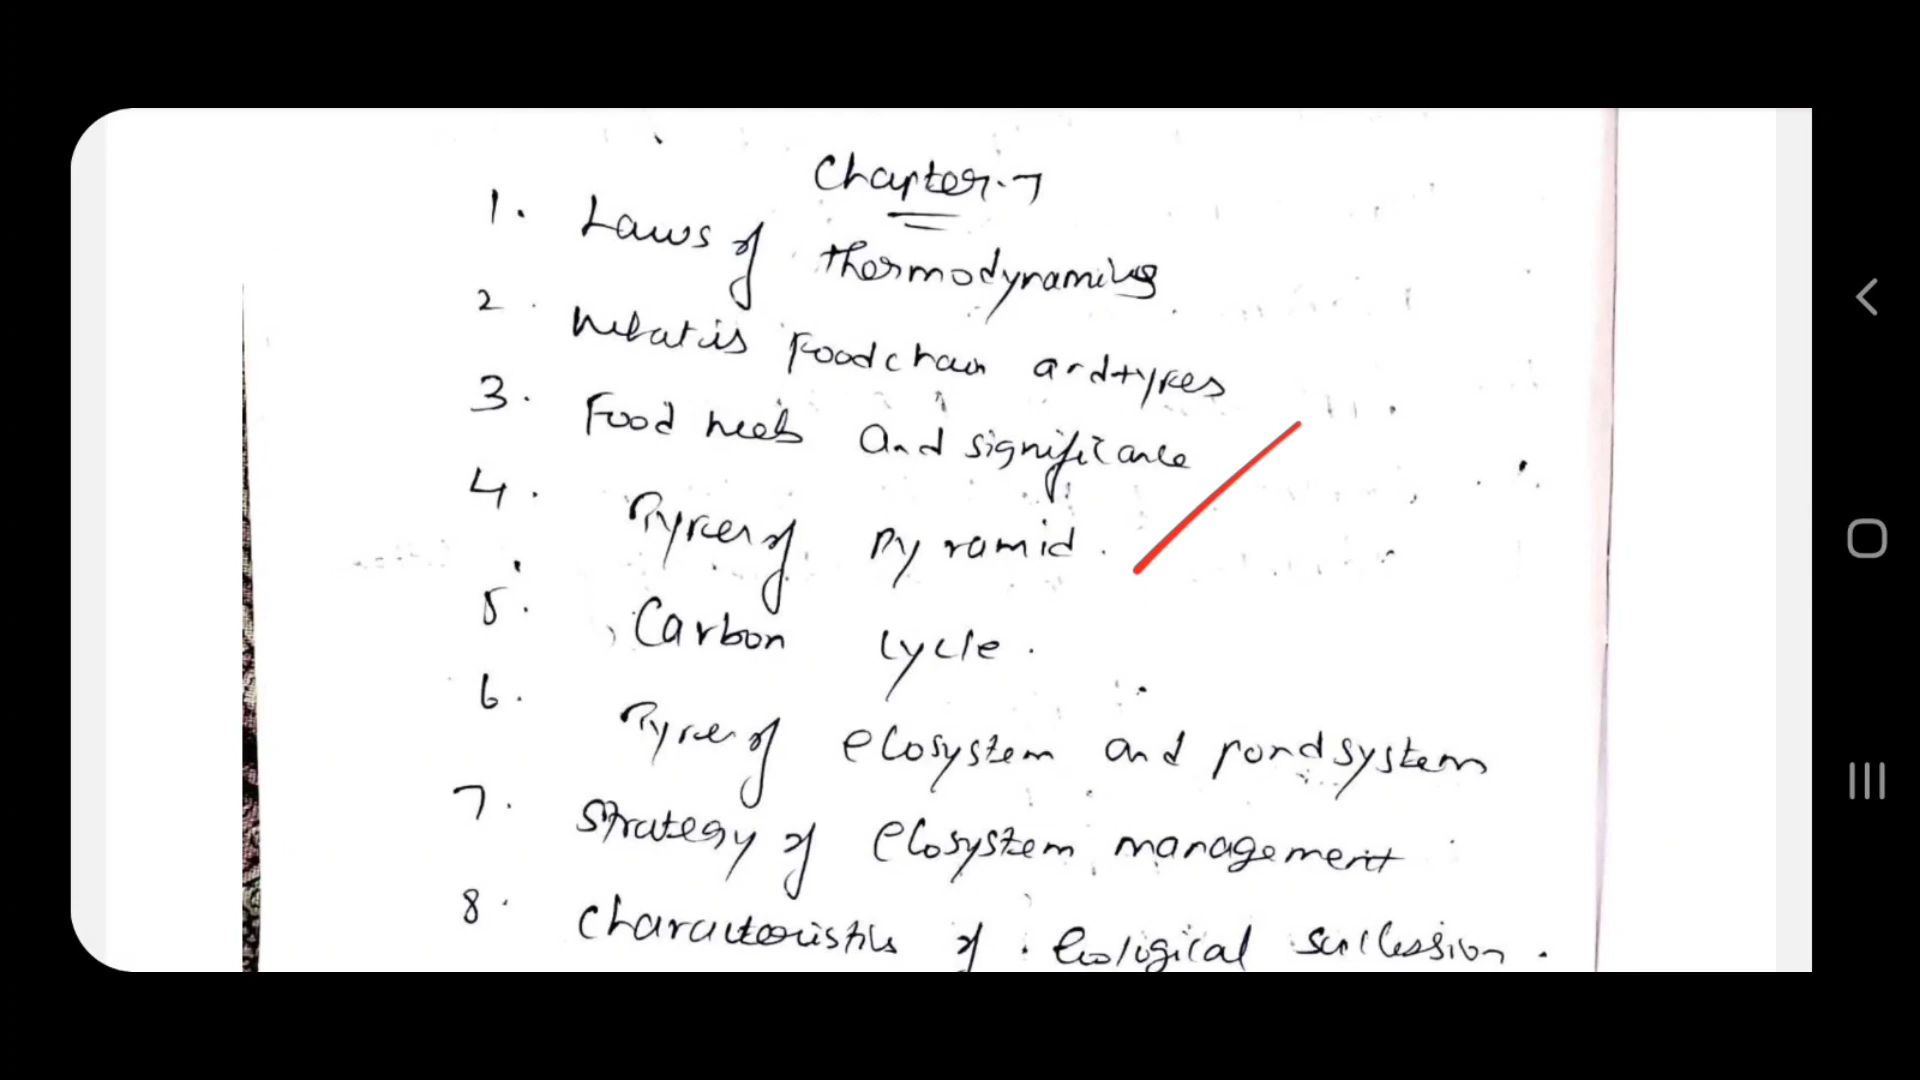 Chapter.7
1. Laws of thermodynamics
2. What is Food chain and types
3. Food webs and significance
4. Types of pyramid.
5. Carbon cycle.
6. Types of ecosystem and pond system
7. Strategy of ecosystem management
8. Characteristics of ecological succession.